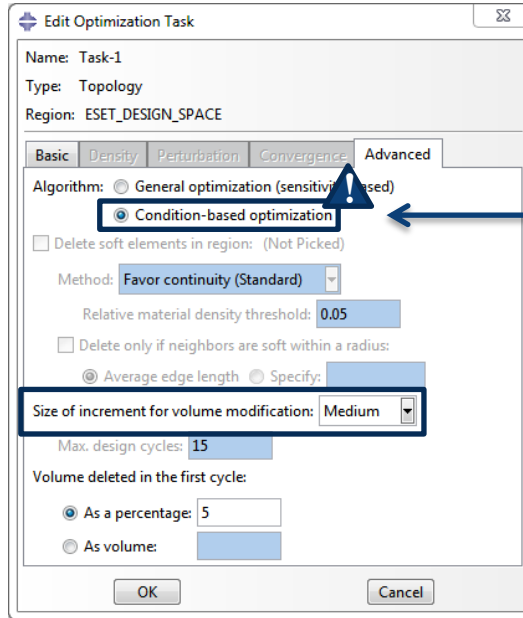 Edit Optimization Task
Name: Task-1
Type: Topology
Region: ESET_DESIGN_SPACE
Basic Density Perturbation Convergence Advanced
Algorithm: General optimization (sensitivity-based)
Condition-based optimization
Delete soft elements in region: (Not Picked)
Method: Favor continuity (Standard)
Relative material density threshold: 0.05
Delete only if neighbors are soft within a radius:
Average edge length Specify:
Size of increment for volume modification: Medium
Max. design cycles: 15
Volume deleted in the first cycle:
As a percentage: 5
As volume:
OK Cancel